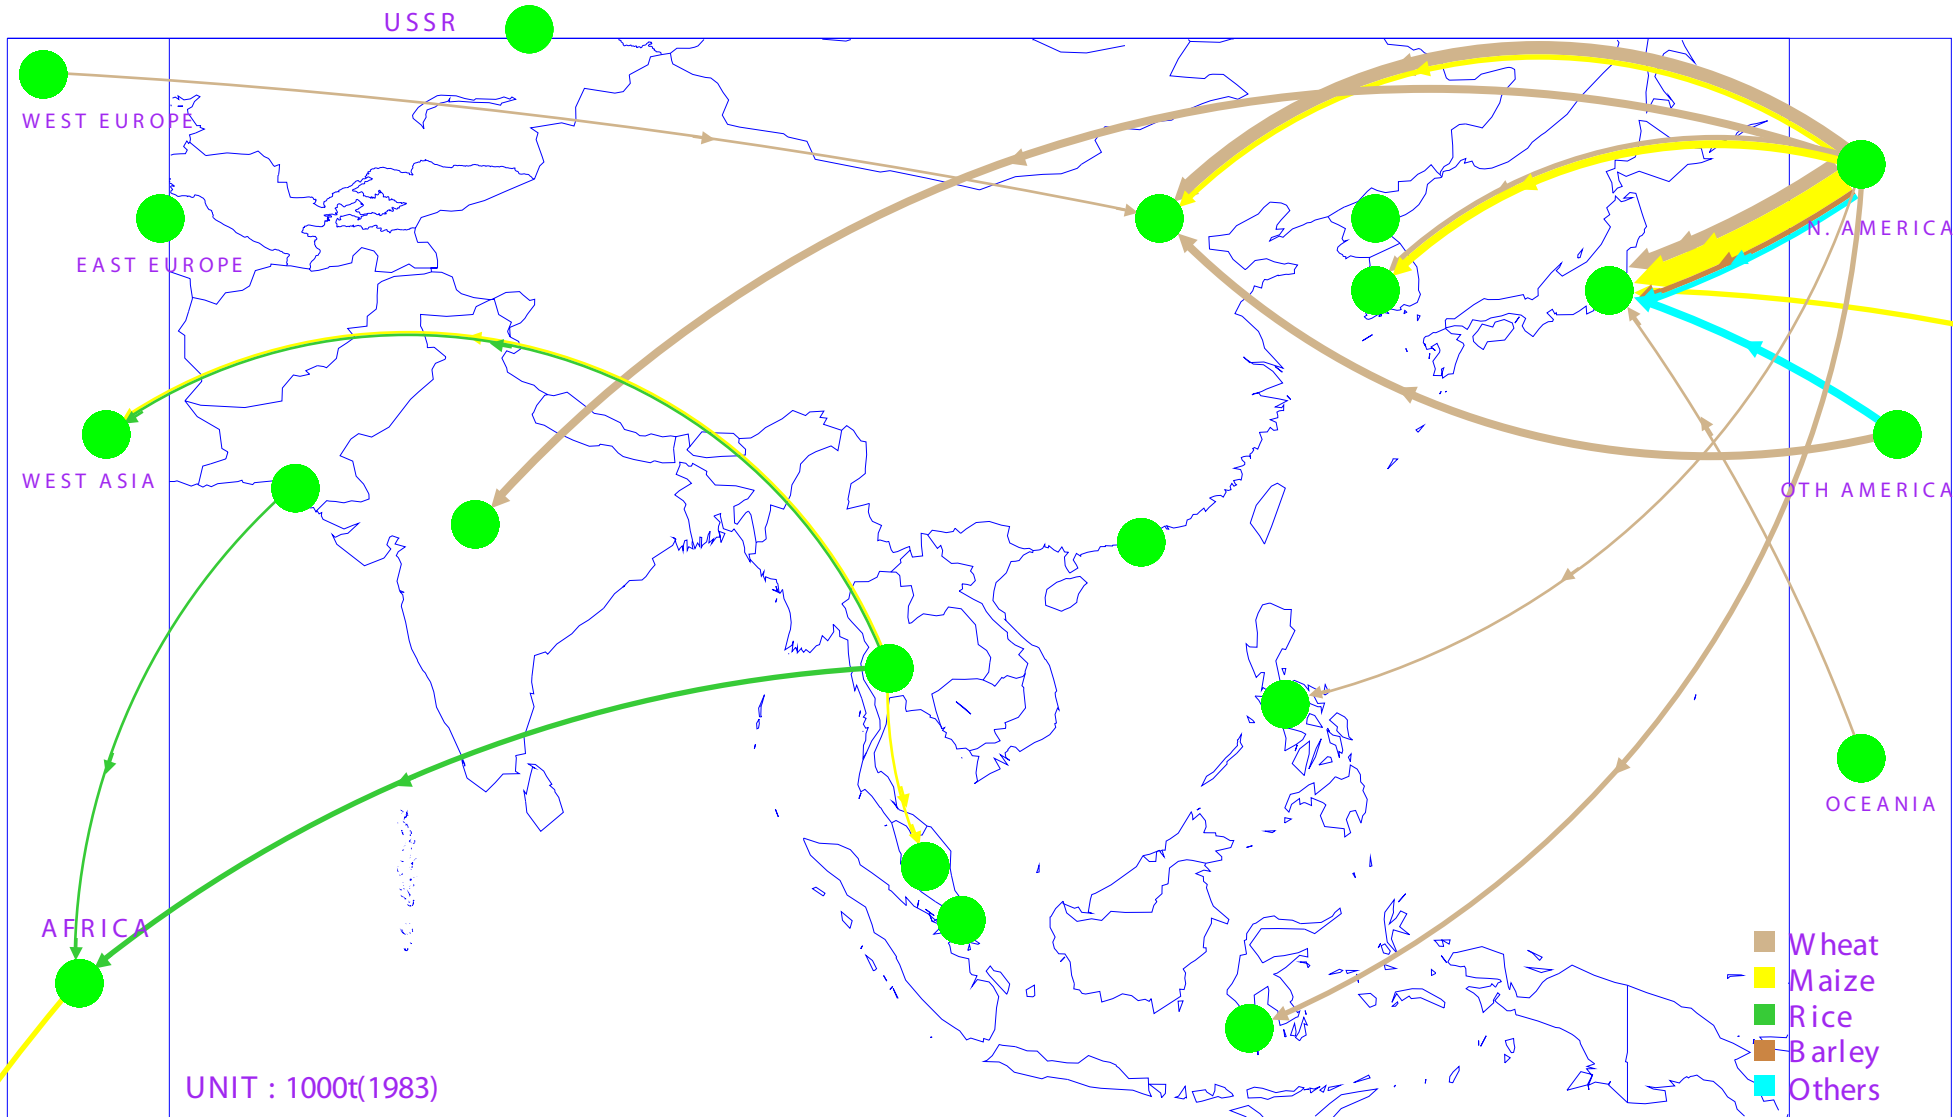 USSR
WEST EUROPE
EAST EUROPE
N. AMERICA
WEST ASIA
OTH AMERICA
OCEANIA
AFRICA
Wheat
Maize
Rice
Barley
Others
UNIT : 1000t(1983)